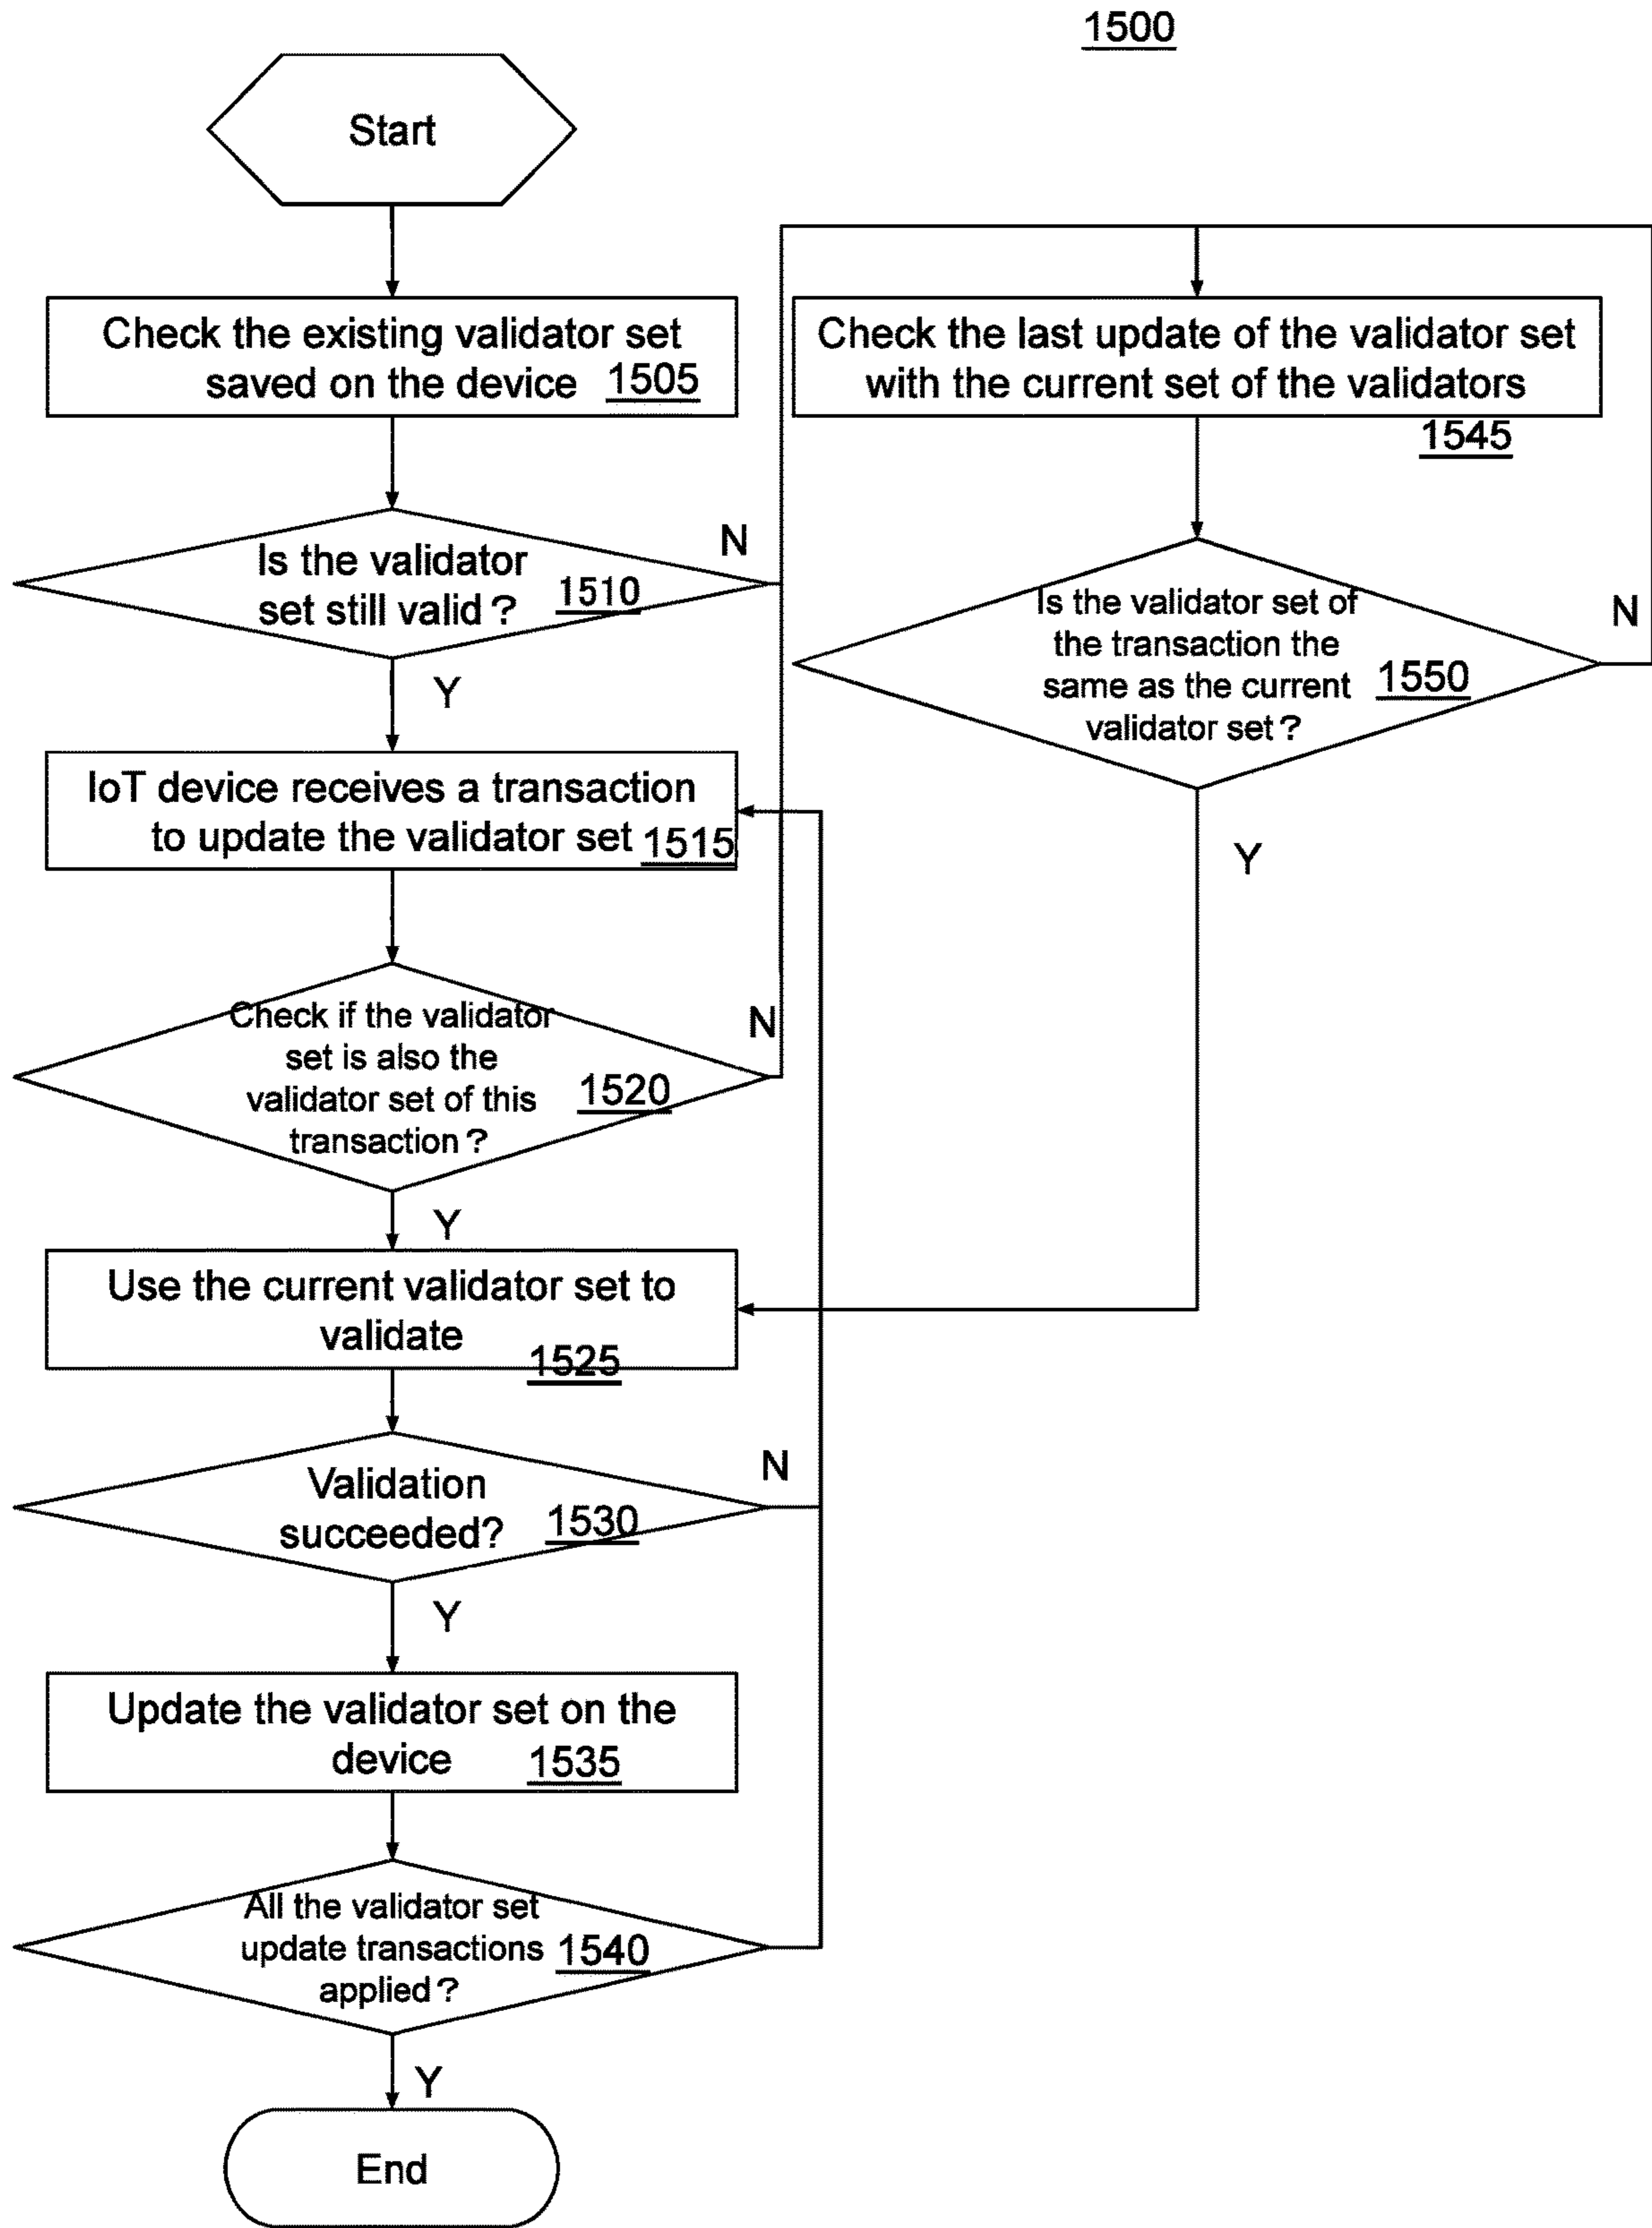 1500
Start
Check the existing validator set
saved on the device 1505
Is the validator
set still valid ? 1510
N
Y
IoT device receives a transaction
to update the validator set 1515
Check if the validator
set is also the
validator set of this
transaction ?
1520
N
Y
Use the current validator set to
validate
1525
Validation
succeeded? 1530
N
Y
Update the validator set on the
device 1535
All the validator set
update transactions
applied ?
1540
Y
End
Check the last update of the validator set
with the current set of the validators
1545
Is the validator set of
the transaction the
same as the current
validator set ?
1550
N
Y